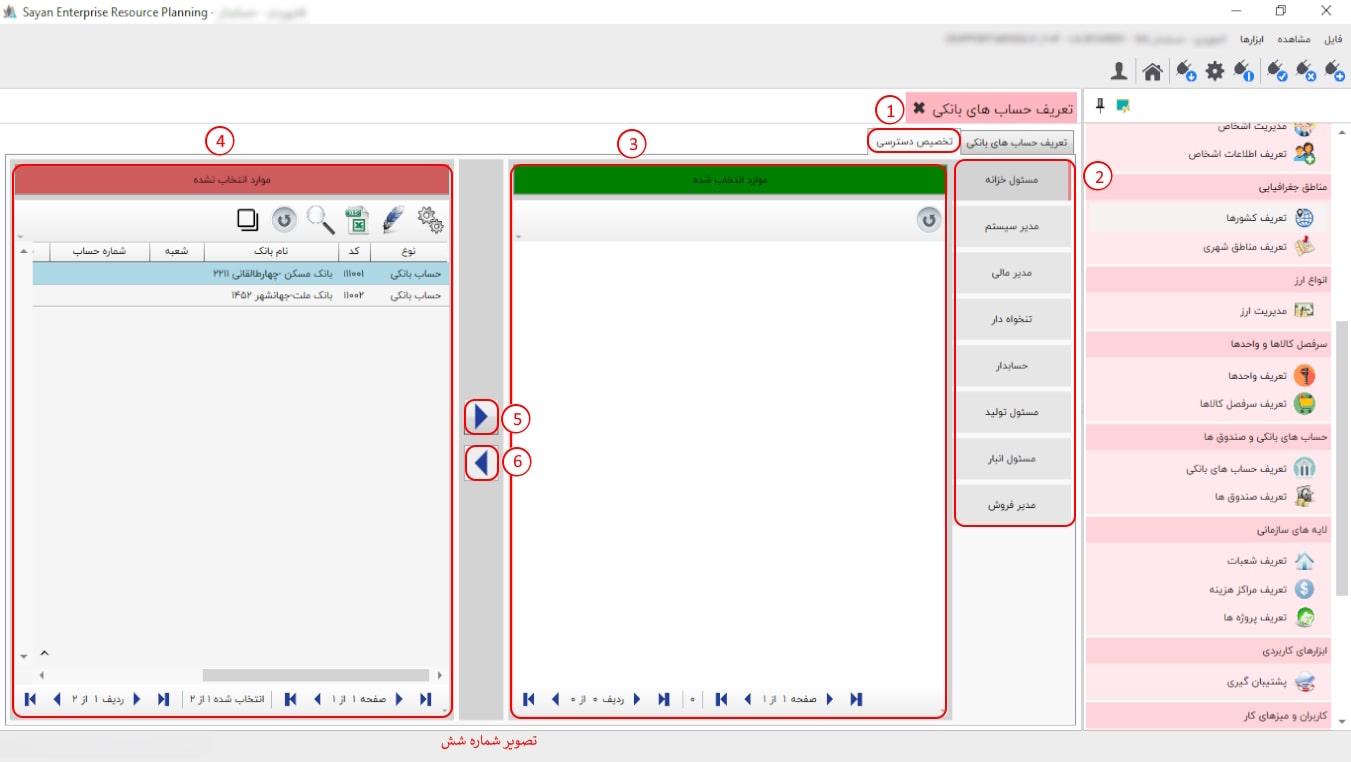 Sayan Enterprise Resource Planning -
فایل مشاهده ابزارها
تعریف حساب های بانکی
1
تعریف حساب های بانکی
تخصیص دسترسی
2
مسئول خزانه
مدیر سیستم
مدیر مالی
تنخواه دار
حسابدار
مسئول تولید
مسئول انبار
مدیر فروش
3
موارد انتخاب شده
صفحه ۱ از ۱
۰
ردیف ۰ از ۰
5
6
4
موارد انتخاب نشده
نوع کد نام بانک شعبه شماره حساب
حساب بانکی ۱۱۱۰۰۱ بانک مسکن -چهارطالقانی ۲۲۱۱
حساب بانکی ۱۱۰۰۲ بانک ملت-جهانشهر ۱۴۵۲
صفحه ۱ از ۱
انتخاب شده ۱ از ۲
ردیف ۱ از ۲
مدیریت اشخاص
تعریف اطلاعات اشخاص
مناطق جغرافیایی
تعریف کشورها
تعریف مناطق شهری
انواع ارز
مدیریت ارز
سرفصل کالاها و واحدها
تعریف واحدها
تعریف سرفصل کالاها
حساب های بانکی و صندوق ها
تعریف حساب های بانکی
تعریف صندوق ها
لایه های سازمانی
تعریف شعبات
تعریف مراکز هزینه
تعریف پروژه ها
ابزارهای کاربردی
پشتیبان گیری
کاربران و میزهای کار
تصویر شماره شش